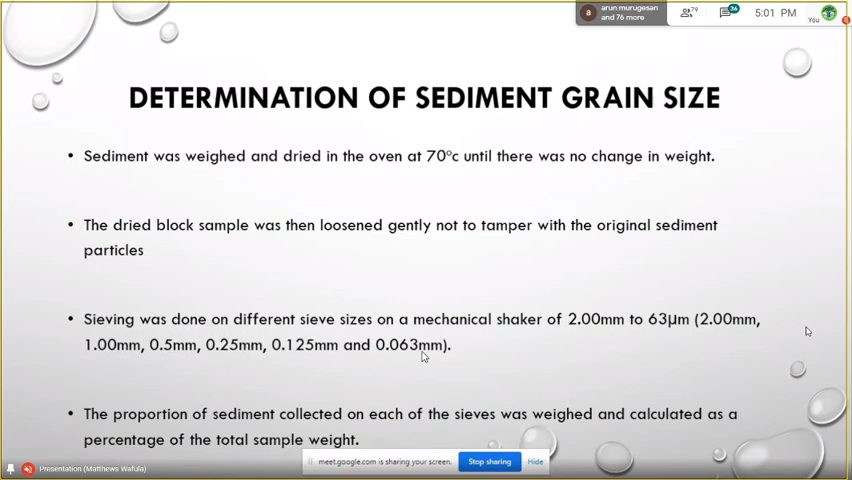 arun murugesan
and 76 more
a
79
36
5:01 PM
You
DETERMINATION OF SEDIMENT GRAIN SIZE
• Sediment was weighed and dried in the oven at 70ºc until there was no change in weight.
• The dried block sample was then loosened gently not to tamper with the original sediment
particles
• Sieving was done on different sieve sizes on a mechanical shaker of 2.00mm to 63µm (2.00mm,
1.00mm, 0.5mm, 0.25mm, 0.125mm and 0.063mm).
• The proportion of sediment collected on each of the sieves was weighed and calculated as a
percentage of the total sample weight.
meet.google.com is sharing your screen.
Stop sharing
Hide
Presentation (Matthews Wafula)